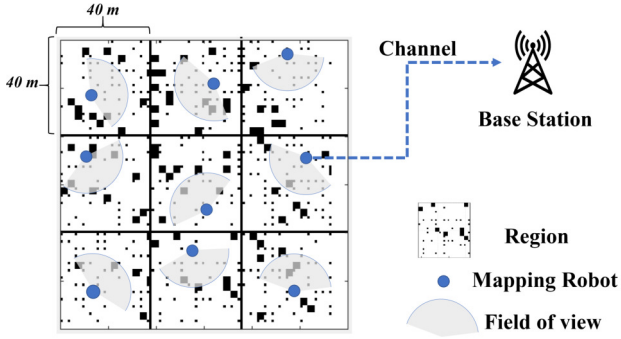 40 m
40 m
Channel
Base Station
Region
Mapping Robot
Field of view